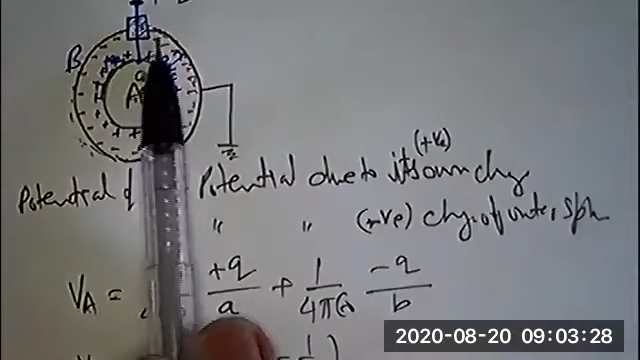 B
A
Potential Potential due to its own chg (+ve)
" " (-ve) chg. of outer sph
V_A = +q/a + 1/4π∈ -q/b
2020-08-20 09:03:28